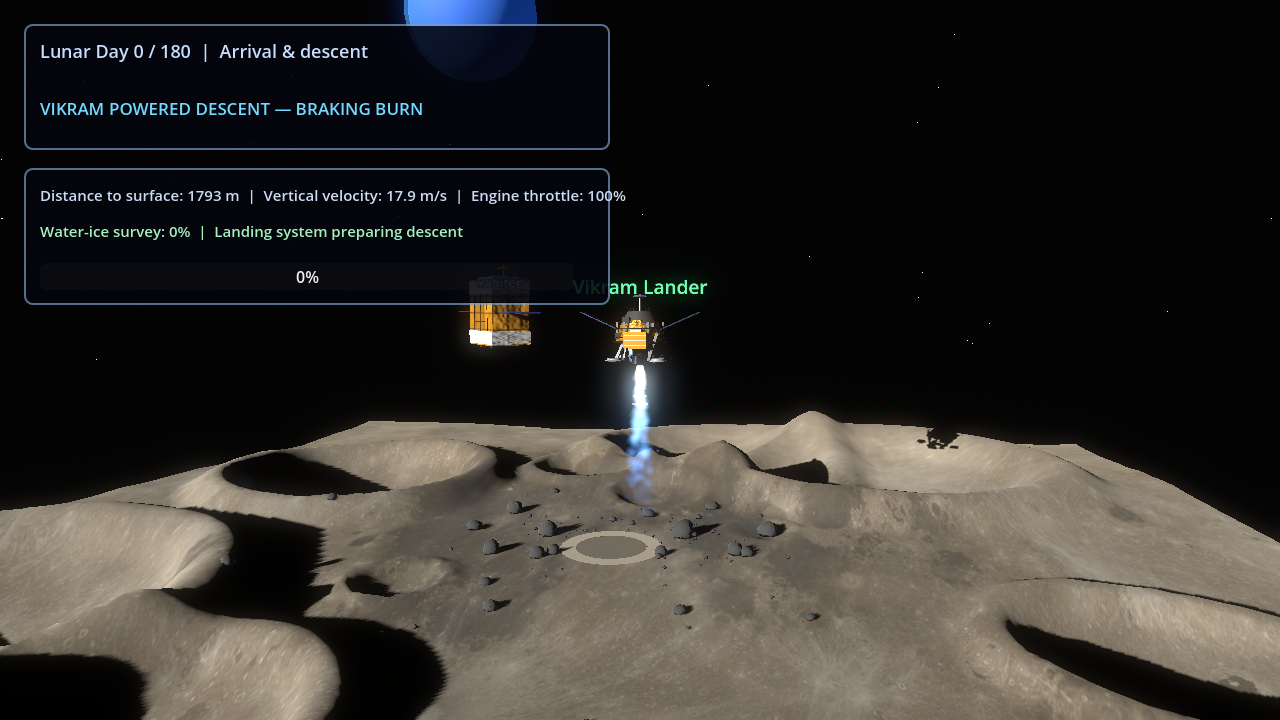 Lunar Day 0 / 180 | Arrival & descent
VIKRAM POWERED DESCENT — BRAKING BURN
Distance to surface: 1793 m | Vertical velocity: 17.9 m/s | Engine throttle: 100%
Water-ice survey: 0% | Landing system preparing descent
0%
Vikram Lander